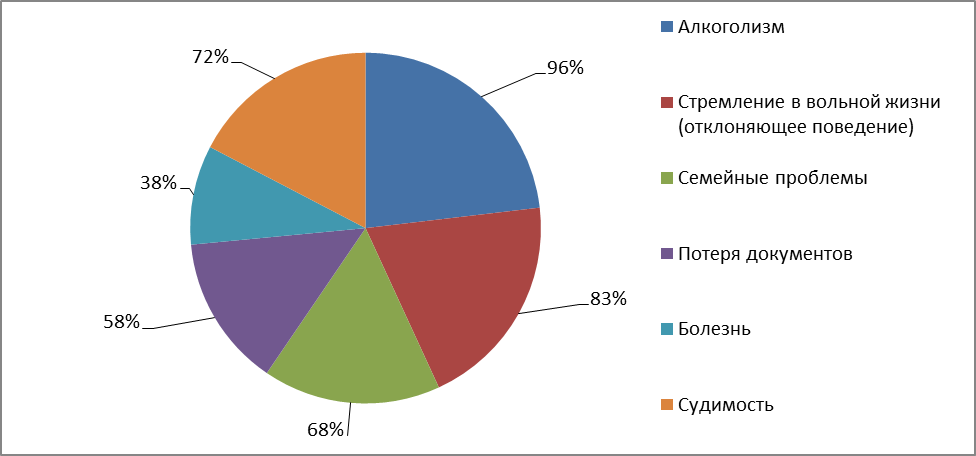 72%
96%
38%
58%
83%
68%
Алкоголизм
Стремление в вольной жизни
(отклоняющее поведение)
Семейные проблемы
Потеря документов
Болезнь
Судимость